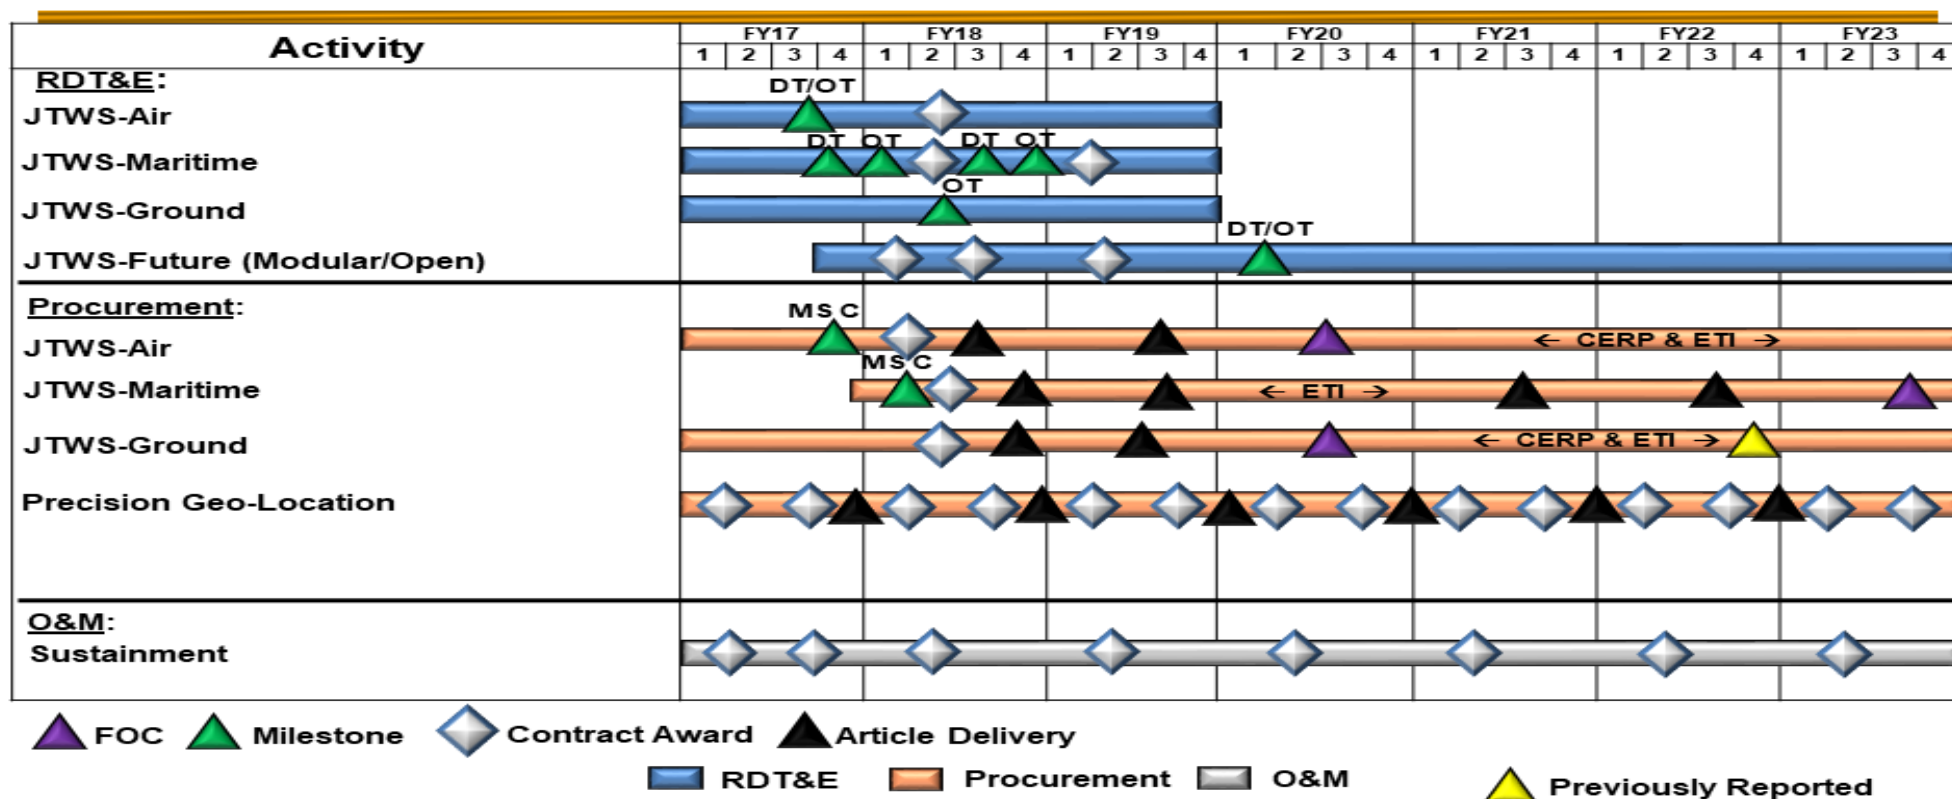 Activity
FY17 FY18 FY19 FY20 FY21 FY22 FY23
1 2 3 4 1 2 3 4 1 2 3 4 1 2 3 4 1 2 3 4 1 2 3 4 1 2 3 4
RDT&E:
DT/OT
JTWS-Air
DT OT DT OT
JTWS-Maritime
OT
JTWS-Ground
DT/OT
JTWS-Future (Modular/Open)
Procurement:
MS C
JTWS-Air
← CERP & ETI →
MS C
JTWS-Maritime
← ETI →
JTWS-Ground
← CERP & ETI →
Precision Geo-Location
O&M:
Sustainment
FOC Milestone Contract Award Article Delivery
RDT&E Procurement O&M Previously Reported